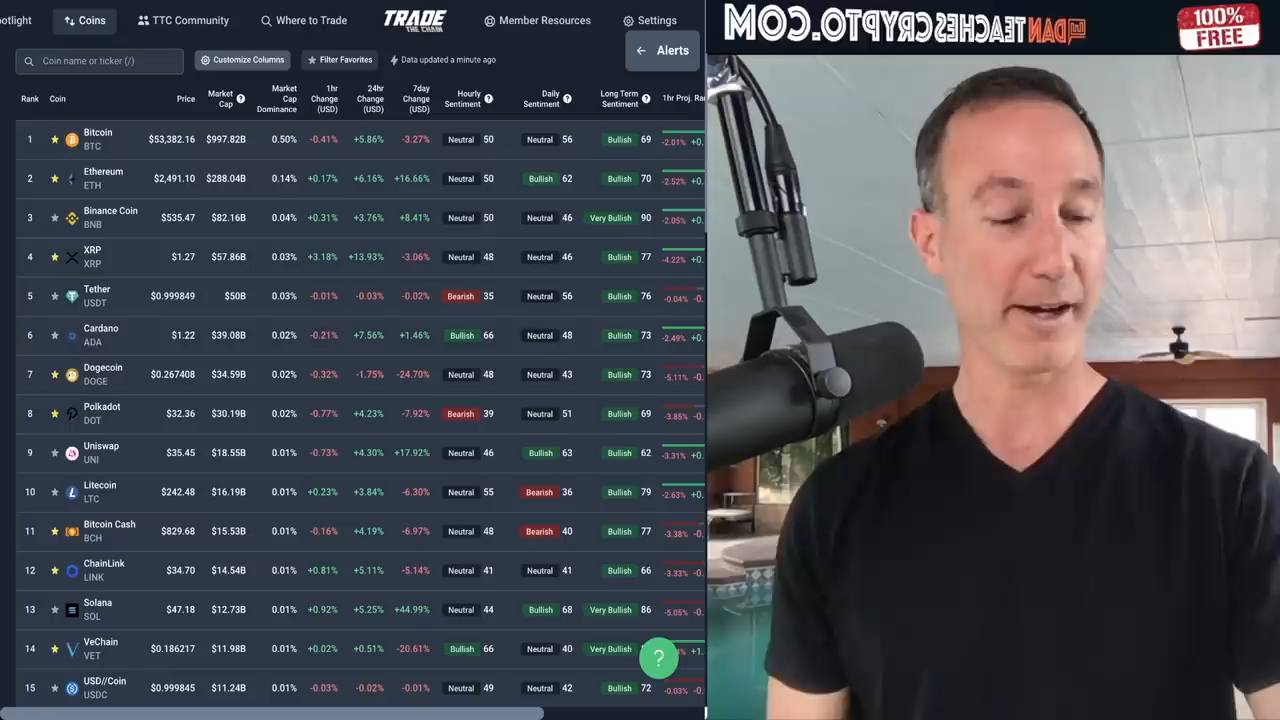 otlight Coins TTC Community Where to Trade TRADE THE CHAIN Member Resources Settings
DANTEACHESCRYPTO.COM
100% FREE
Coin name or ticker (/) Customize Columns Filter Favorites Data updated a minute ago Alerts
Rank Coin Price Market Cap ? Market Cap Dominance 1hr Change (USD) 24hr Change (USD) 7day Change (USD) Hourly Sentiment ? Daily Sentiment ? Long Term Sentiment ? 1hr Proj. Ra
1 Bitcoin BTC $53,382.16 $997.82B 0.50% -0.41% +5.86% -3.27% Neutral 50 Neutral 56 Bullish 69 -2.01% +0.
2 Ethereum ETH $2,491.10 $288.04B 0.14% +0.17% +6.16% +16.66% Neutral 50 Bullish 62 Bullish 70 -2.52% +0.
3 Binance Coin BNB $535.47 $82.16B 0.04% +0.31% +3.76% +8.41% Neutral 50 Neutral 46 Very Bullish 90 -2.05% +0.
4 XRP XRP $1.27 $57.86B 0.03% +3.18% +13.93% -3.06% Neutral 48 Neutral 46 Bullish 77 -4.22% +0.
5 Tether USDT $0.999849 $50B 0.03% -0.01% -0.03% -0.02% Bearish 35 Neutral 56 Bullish 76 -0.04% -0.
6 Cardano ADA $1.22 $39.08B 0.02% -0.21% +7.56% +1.46% Bullish 66 Neutral 48 Bullish 73 -2.49% +0.
7 Dogecoin DOGE $0.267408 $34.59B 0.02% -0.32% -1.75% -24.70% Neutral 48 Neutral 43 Bullish 73 -5.11% -0.
8 Polkadot DOT $32.36 $30.19B 0.02% -0.77% +4.23% -7.92% Bearish 39 Neutral 51 Bullish 69 -3.85% -0.
9 Uniswap UNI $35.45 $18.55B 0.01% -0.73% +4.30% +17.92% Neutral 46 Bullish 63 Bullish 62 -3.31% +0.
10 Litecoin LTC $242.48 $16.19B 0.01% +0.23% +3.84% -6.30% Neutral 55 Bearish 36 Bullish 79 -2.63% +0.
11 Bitcoin Cash BCH $829.68 $15.53B 0.01% -0.16% +4.19% -6.97% Neutral 48 Bearish 40 Bullish 77 -3.38% -0.
12 ChainLink LINK $34.70 $14.54B 0.01% +0.81% +5.11% -5.14% Neutral 41 Neutral 41 Bullish 66 -3.33% -0.
13 Solana SOL $47.18 $12.73B 0.01% +0.92% +5.25% +44.99% Neutral 44 Bullish 68 Very Bullish 86 -5.05% -0.
14 VeChain VET $0.186217 $11.98B 0.01% +0.02% +0.51% -20.61% Bullish 66 Neutral 40 Very Bullish ? +1.
15 USD//Coin USDC $0.999845 $11.24B 0.01% -0.03% -0.02% -0.01% Neutral 49 Neutral 42 Bullish 72 -0.03% -0.